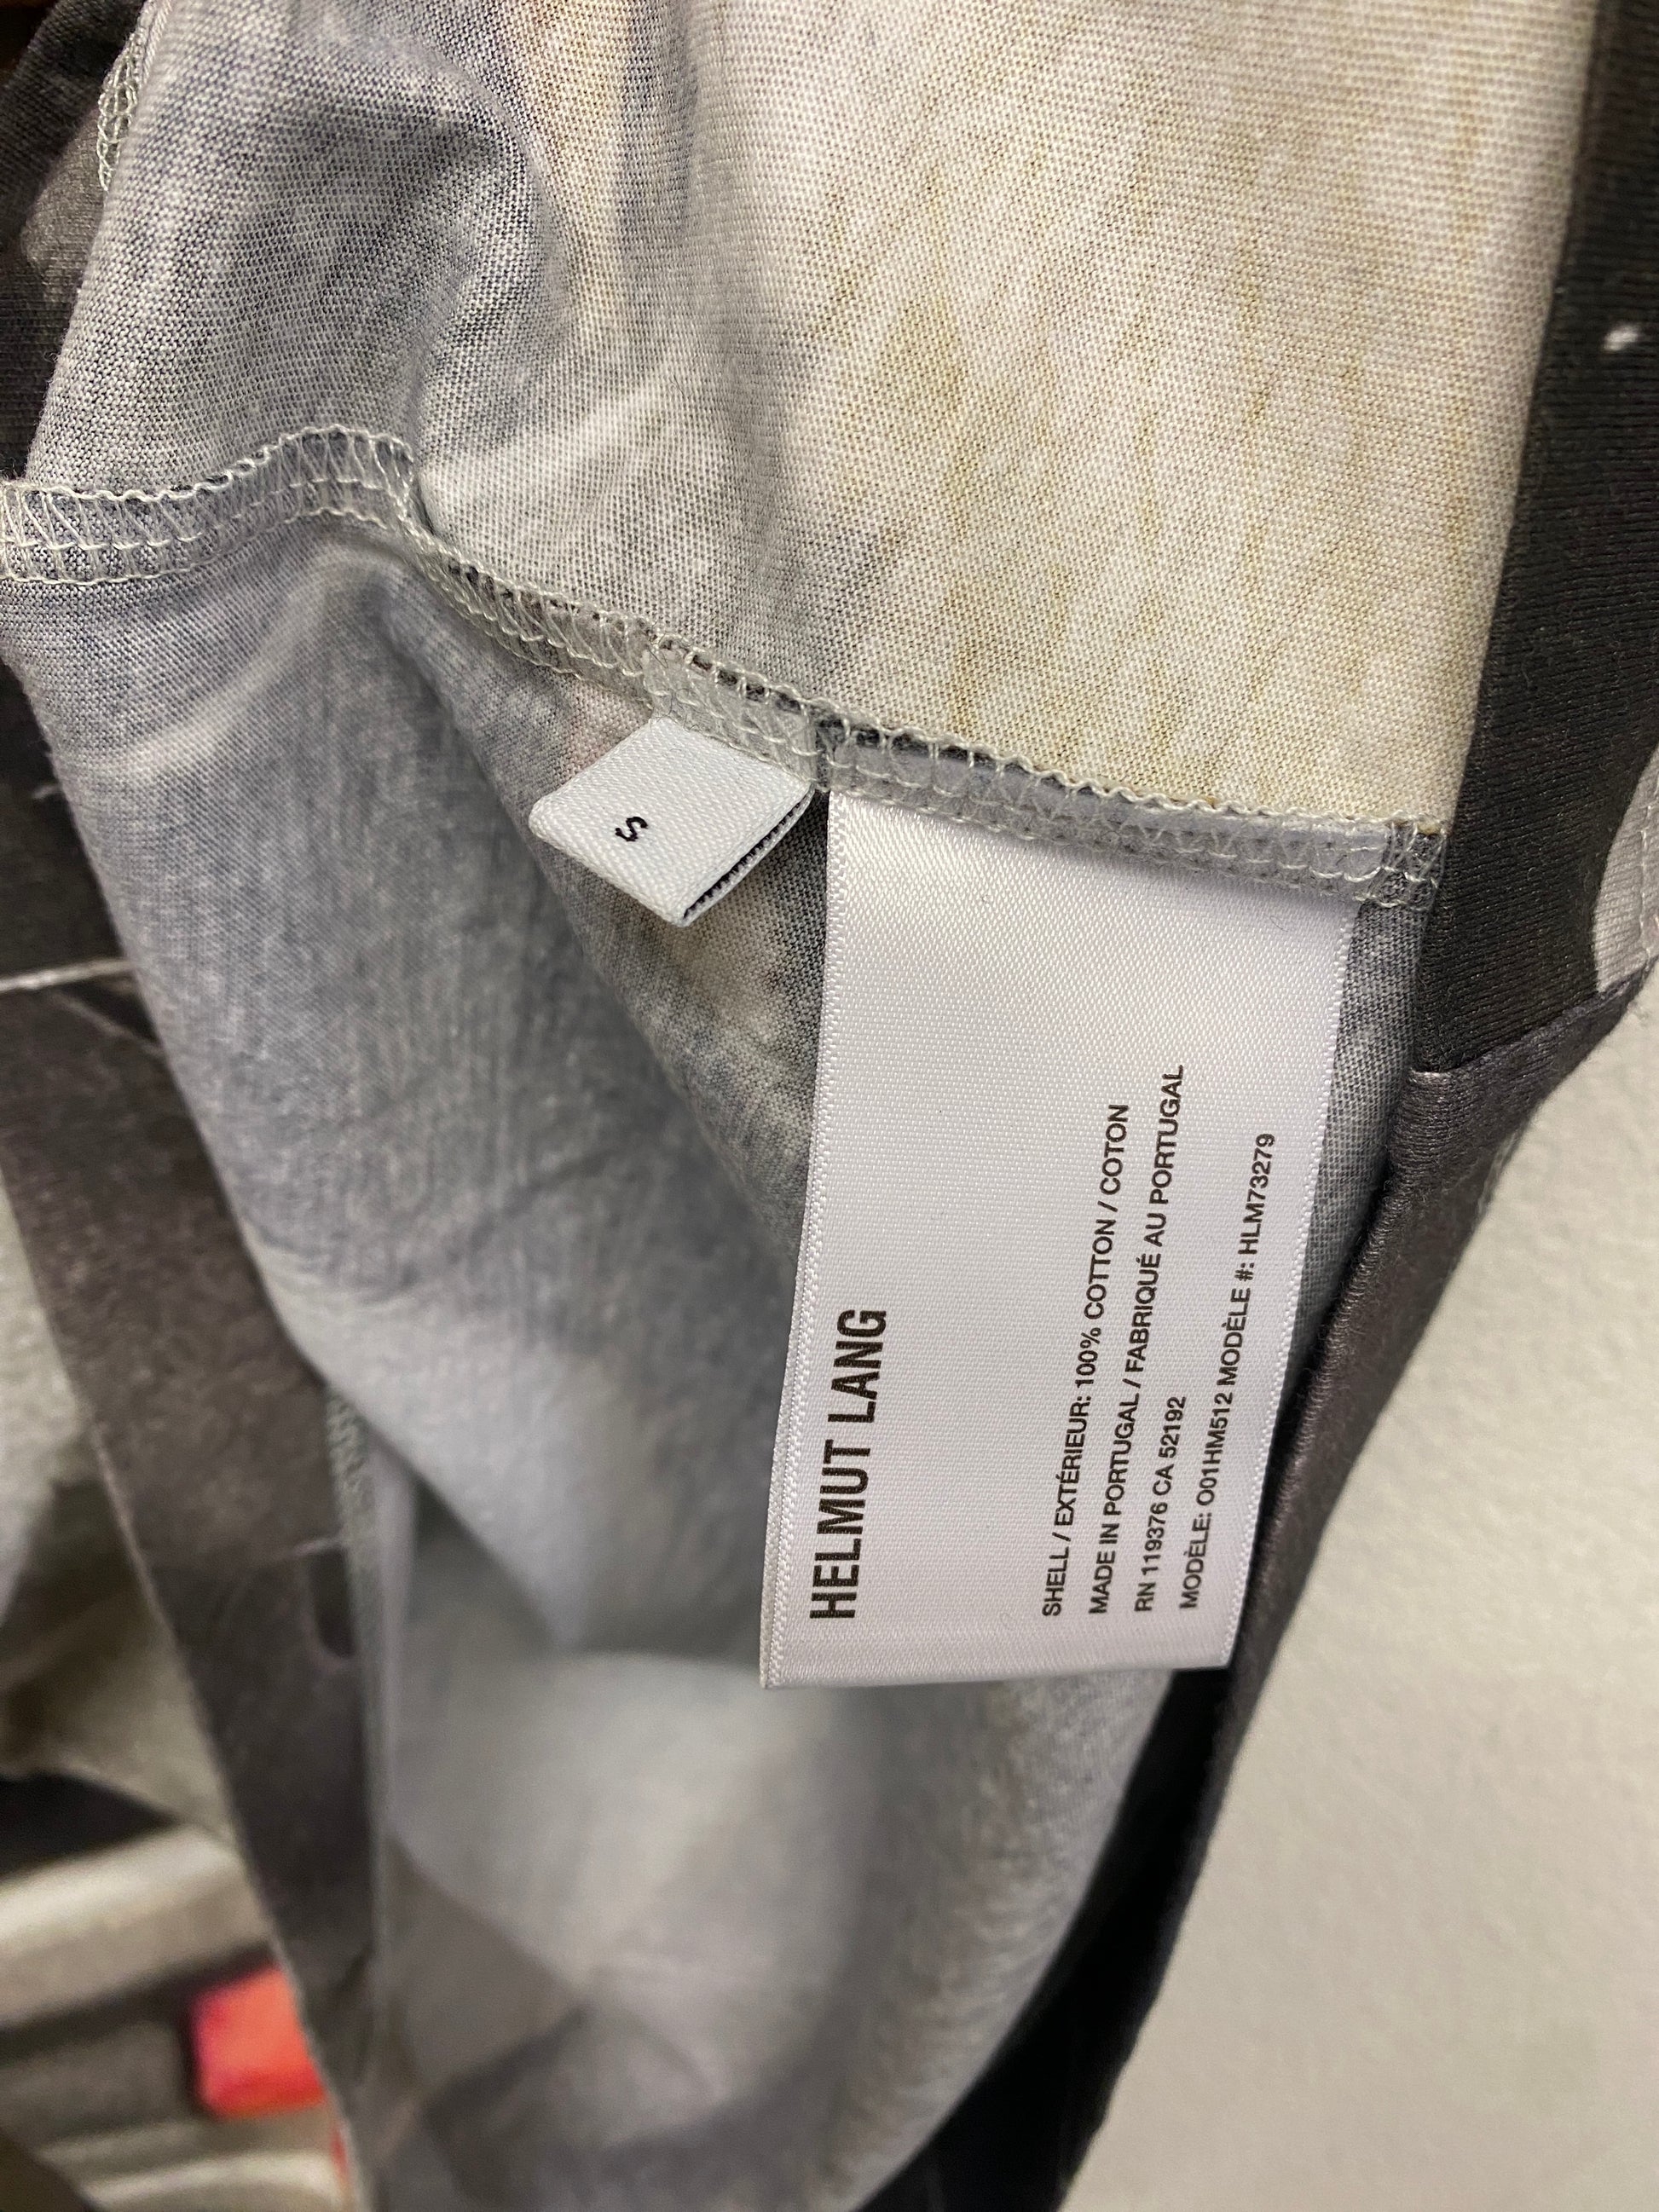 S
HELMUT LANG
SHELL / EXTÉRIEUR: 100% COTTON / COTON
MADE IN PORTUGAL / FABRIQUÉ AU PORTUGAL
RN 119376 CA 52192
MODÈLE: O01HM512 MODÈLE #: HLM73279